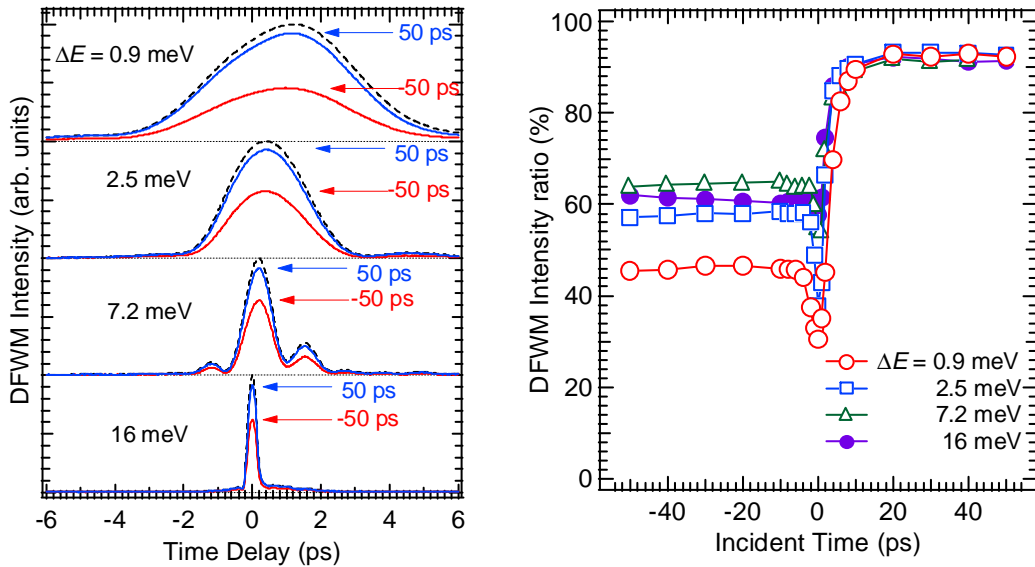 DFWM Intensity (arb. units)
ΔE = 0.9 meV
50 ps
-50 ps
2.5 meV
50 ps
-50 ps
7.2 meV
50 ps
-50 ps
16 meV
50 ps
-50 ps
-6 -4 -2 0 2 4 6
Time Delay (ps)
DFWM Intensity ratio (%)
100
80
60
40
20
0
ΔE = 0.9 meV
2.5 meV
7.2 meV
16 meV
-40 -20 0 20 40
Incident Time (ps)